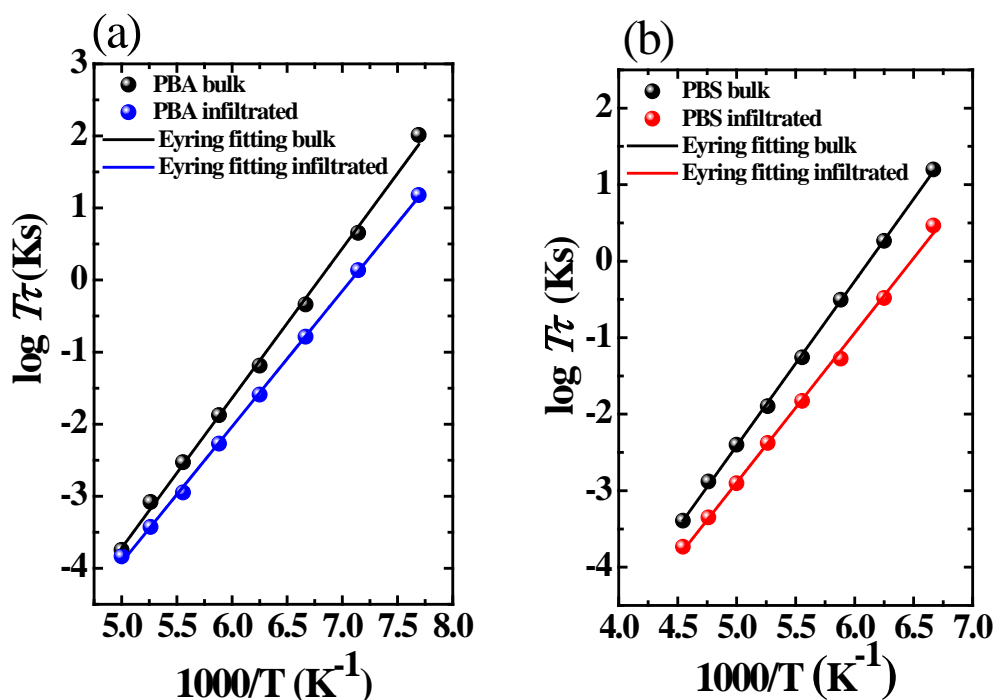 (a)
3
2
1
0
-1
-2
-3
-4
log Tτ(Ks)
PBA bulk
PBA infiltrated
Eyring fitting bulk
Eyring fitting infiltrated
5.0 5.5 6.0 6.5 7.0 7.5 8.0
1000/T (K⁻¹)
(b)
2
1
0
-1
-2
-3
-4
log Tτ (Ks)
PBS bulk
PBS infiltrated
Eyring fitting bulk
Eyring fitting infiltrated
4.0 4.5 5.0 5.5 6.0 6.5 7.0
1000/T (K⁻¹)